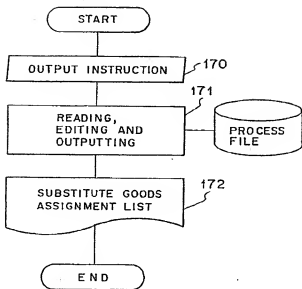 START
OUTPUT INSTRUCTION
170
171
READING,
EDITING AND
OUTPUTTING
PROCESS
FILE
172
SUBSTITUTE GOODS
ASSIGNMENT LIST
END